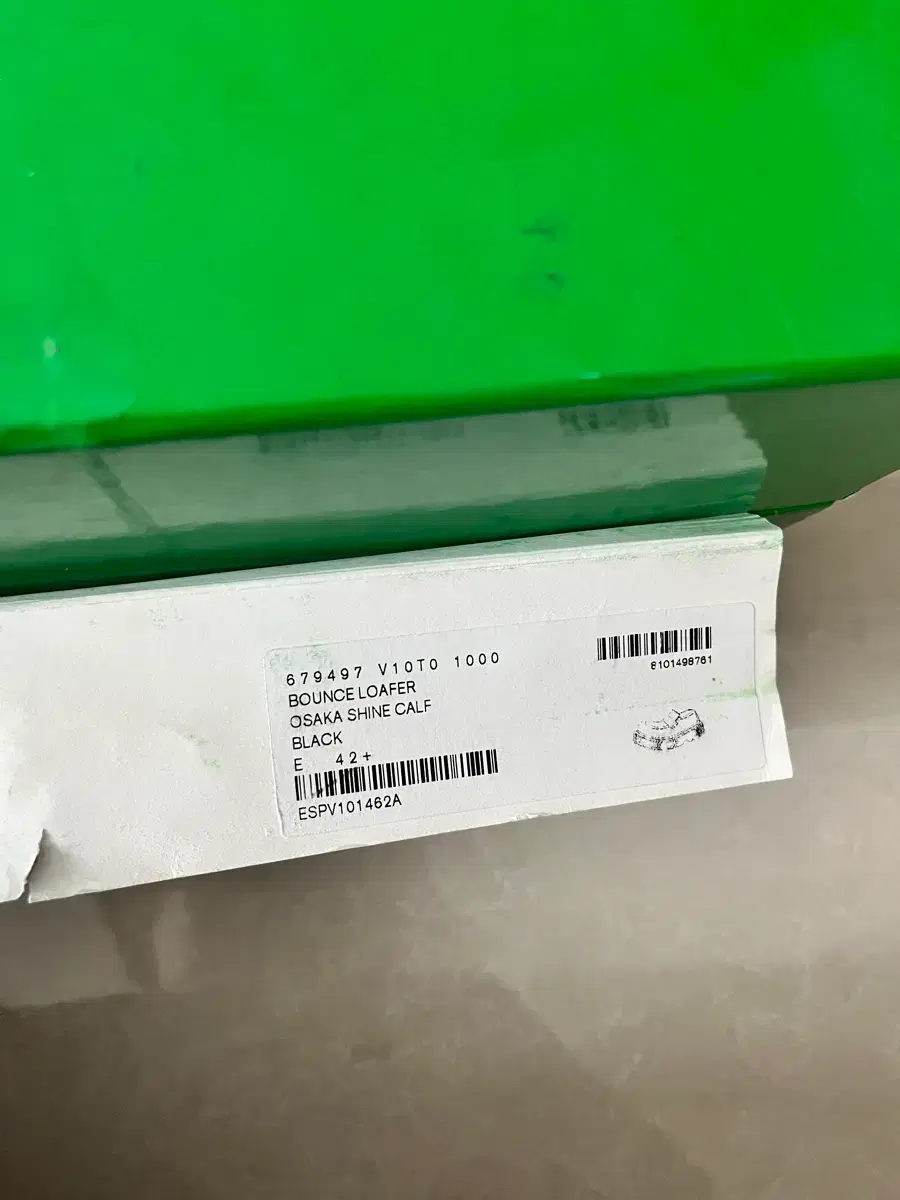 679497 V10T0 1000
BOUNCE LOAFER
OSAKA SHINE CALF
BLACK
E 42+
ESPV101462A
8101498761